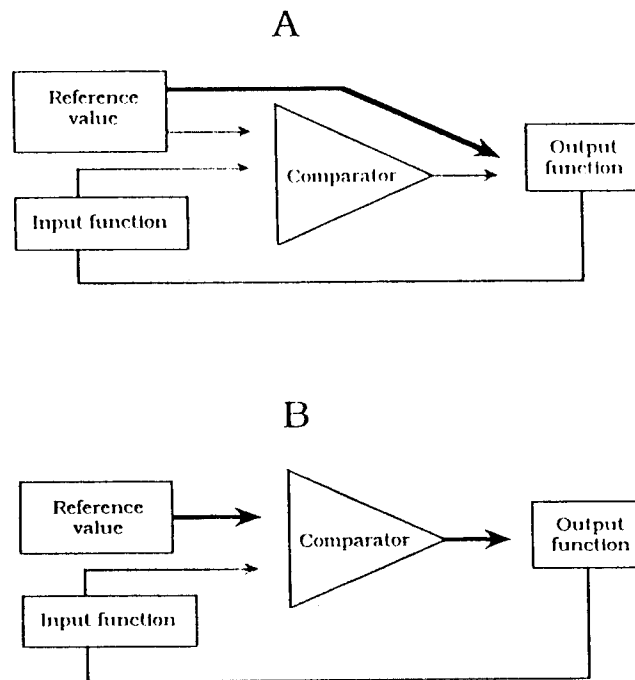 A
Reference
value
Comparator
Output
function
Input function
B
Reference
value
Comparator
Output
function
Input function